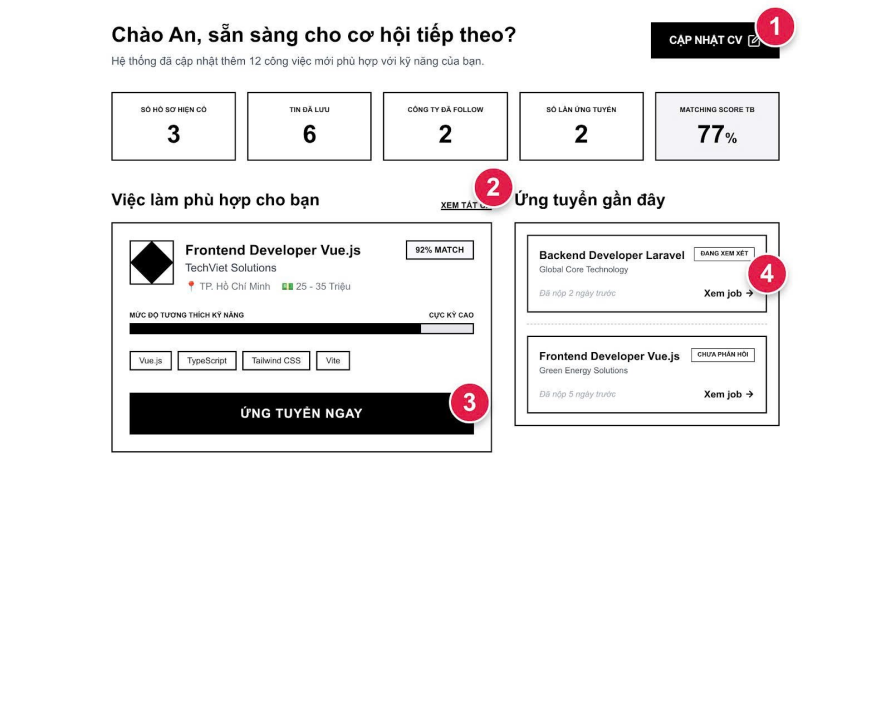 Chào An, sẵn sàng cho cơ hội tiếp theo?
Hệ thống đã cập nhật thêm 12 công việc mới phù hợp với kỹ năng của bạn.
CẬP NHẬT CV
1
SỐ HỒ SƠ HIỆN CÓ
3
TIN ĐÃ LƯU
6
CÔNG TY ĐÃ FOLLOW
2
SỐ LẦN ỨNG TUYỂN
2
MATCHING SCORE TB
77%
Việc làm phù hợp cho bạn
XEM TẤT
2
Frontend Developer Vue.js
92% MATCH
TechViet Solutions
TP. Hồ Chí Minh 25 - 35 Triệu
MỨC ĐỘ TƯƠNG THÍCH KỸ NĂNG
CỰC KỲ CAO
Vue.js TypeScript Tailwind CSS Vite
ỨNG TUYỂN NGAY
3
Ứng tuyển gần đây
Backend Developer Laravel
ĐANG XEM XÉT
Global Core Technology
4
Đã nộp 2 ngày trước
Xem job →
Frontend Developer Vue.js
CHƯA PHẢN HỒI
Green Energy Solutions
Đã nộp 5 ngày trước
Xem job →